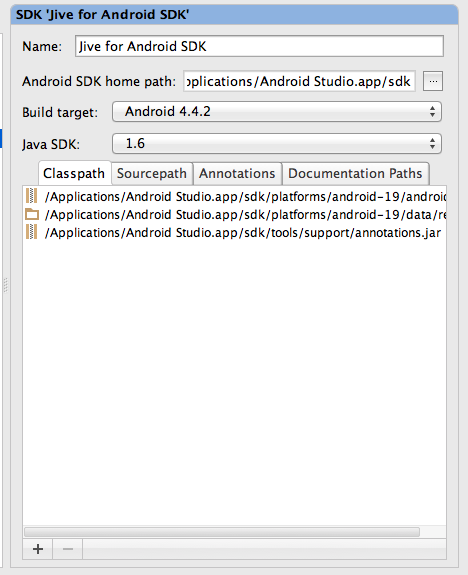 SDK 'Jive for Android SDK'
Name: Jive for Android SDK
Android SDK home path: plications/Android Studio.app/sdk ...
Build target: Android 4.4.2
Java SDK: 1.6
Classpath Sourcepath Annotations Documentation Paths
/Applications/Android Studio.app/sdk/platforms/android-19/android
/Applications/Android Studio.app/sdk/platforms/android-19/data/re
/Applications/Android Studio.app/sdk/tools/support/annotations.jar
+ −